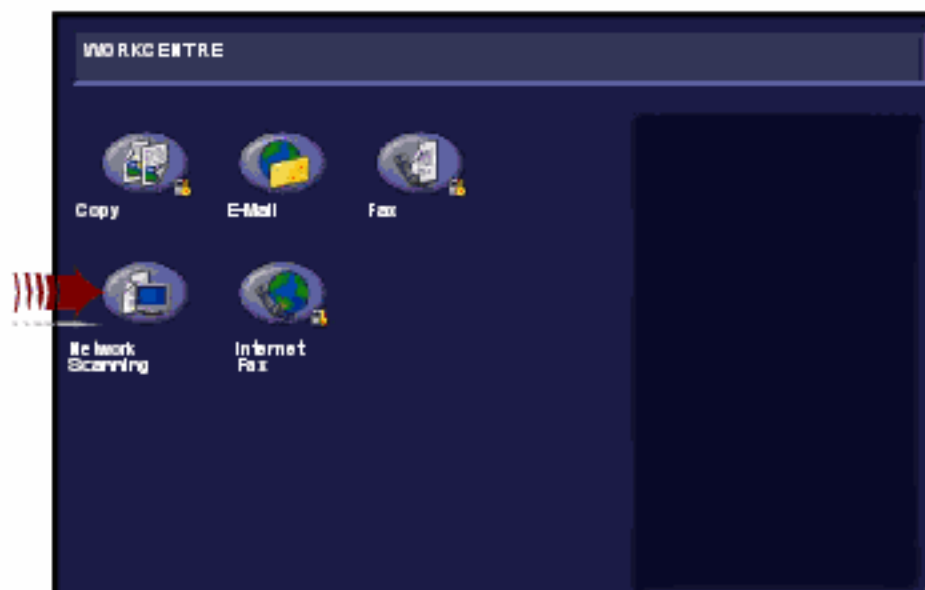 WORKCENTRE
Copy
E-Mail
Fax
Network
Scanning
Internet
Fax